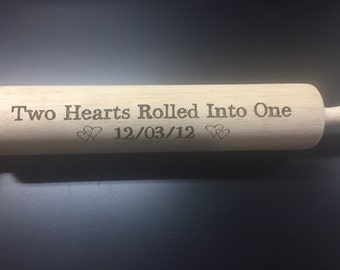 Two Hearts Rolled Into One
12/03/12